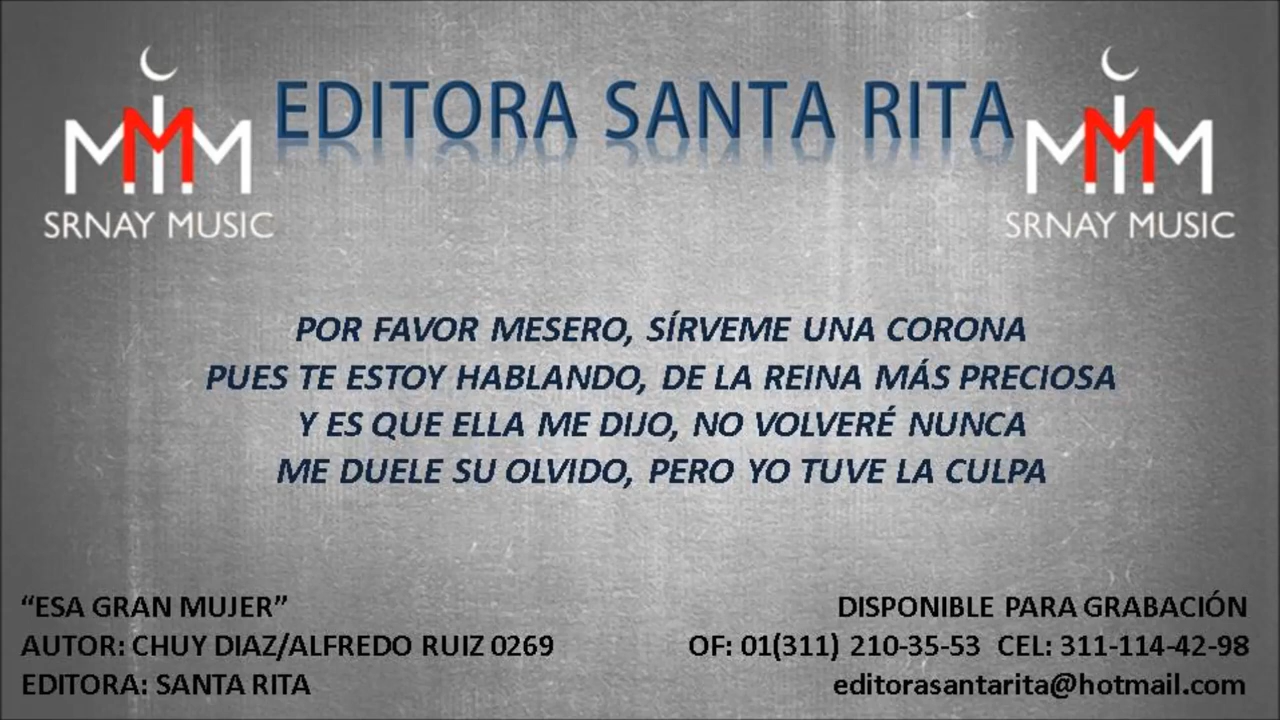 EDITORA SANTA RITA
SRNAY MUSIC
SRNAY MUSIC
POR FAVOR MESERO, SÍRVEME UNA CORONA
PUES TE ESTOY HABLANDO, DE LA REINA MÁS PRECIOSA
Y ES QUE ELLA ME DIJO, NO VOLVERÉ NUNCA
ME DUELE SU OLVIDO, PERO YO TUVE LA CULPA
“ESA GRAN MUJER”
AUTOR: CHUY DIAZ/ALFREDO RUIZ 0269
EDITORA: SANTA RITA
DISPONIBLE PARA GRABACIÓN
OF: 01(311) 210-35-53 CEL: 311-114-42-98
editorasantarita@hotmail.com